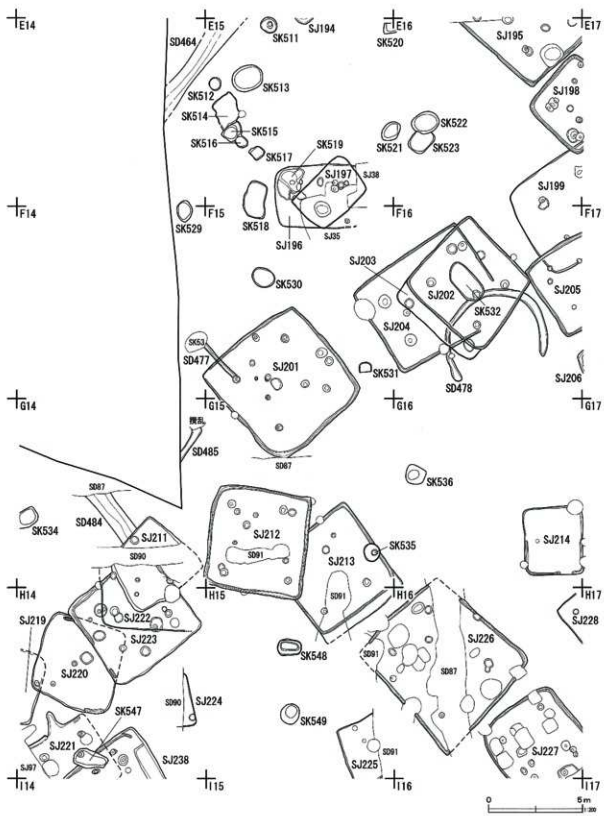 E14
E15
E16
E17
SD464
SK511
SJ194
SK520
SJ195
SK512
SK513
SK514
SK515
SK516
SK517
SK519
SJ197
SJ38
SK521
SK522
SK523
SJ198
SJ199
F14
F15
F16
F17
SK529
SK518
SJ196
SJ35
SK530
SJ203
SJ202
SK532
SJ204
SJ205
SK53
SD477
SJ201
SK531
SD478
SJ206
G14
G15
G16
G17
攪乱
SD485
SD87
SK536
SD87
SK534
SD484
SJ211
SD90
SJ212
SD91
SJ213
SK535
SJ214
H14
H15
H16
H17
SD91
SJ219
SJ222
SJ223
SJ220
SK548
SD91
SD87
SJ226
SJ228
SD90
SJ224
SK547
SK549
SJ221
SJ97
SJ238
SJ225
SD91
SJ227
I14
I15
I16
I17
0 5m
1:200